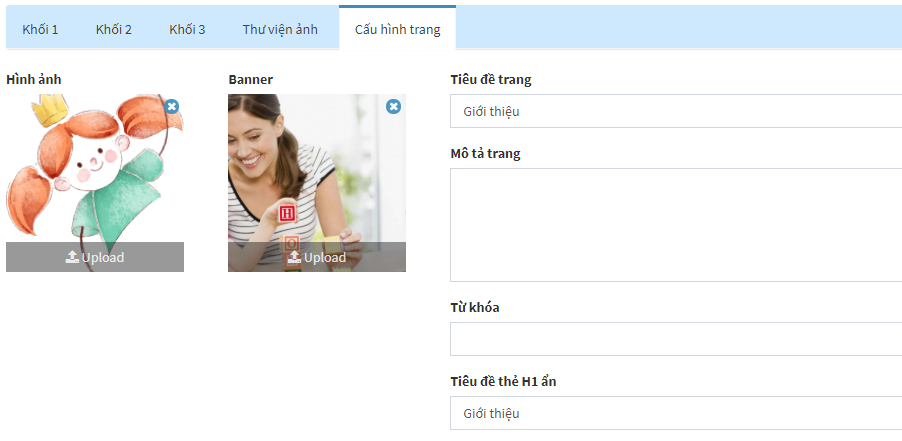 Khối 1
Khối 2
Khối 3
Thư viện ảnh
Cấu hình trang
Hình ảnh
Banner
Upload
H
O
Upload
Tiêu đề trang
Giới thiệu
Mô tả trang
Từ khóa
Tiêu đề thẻ H1 ẩn
Giới thiệu